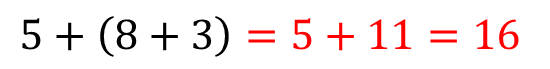 5 + (8 + 3) = 5 + 11 = 16